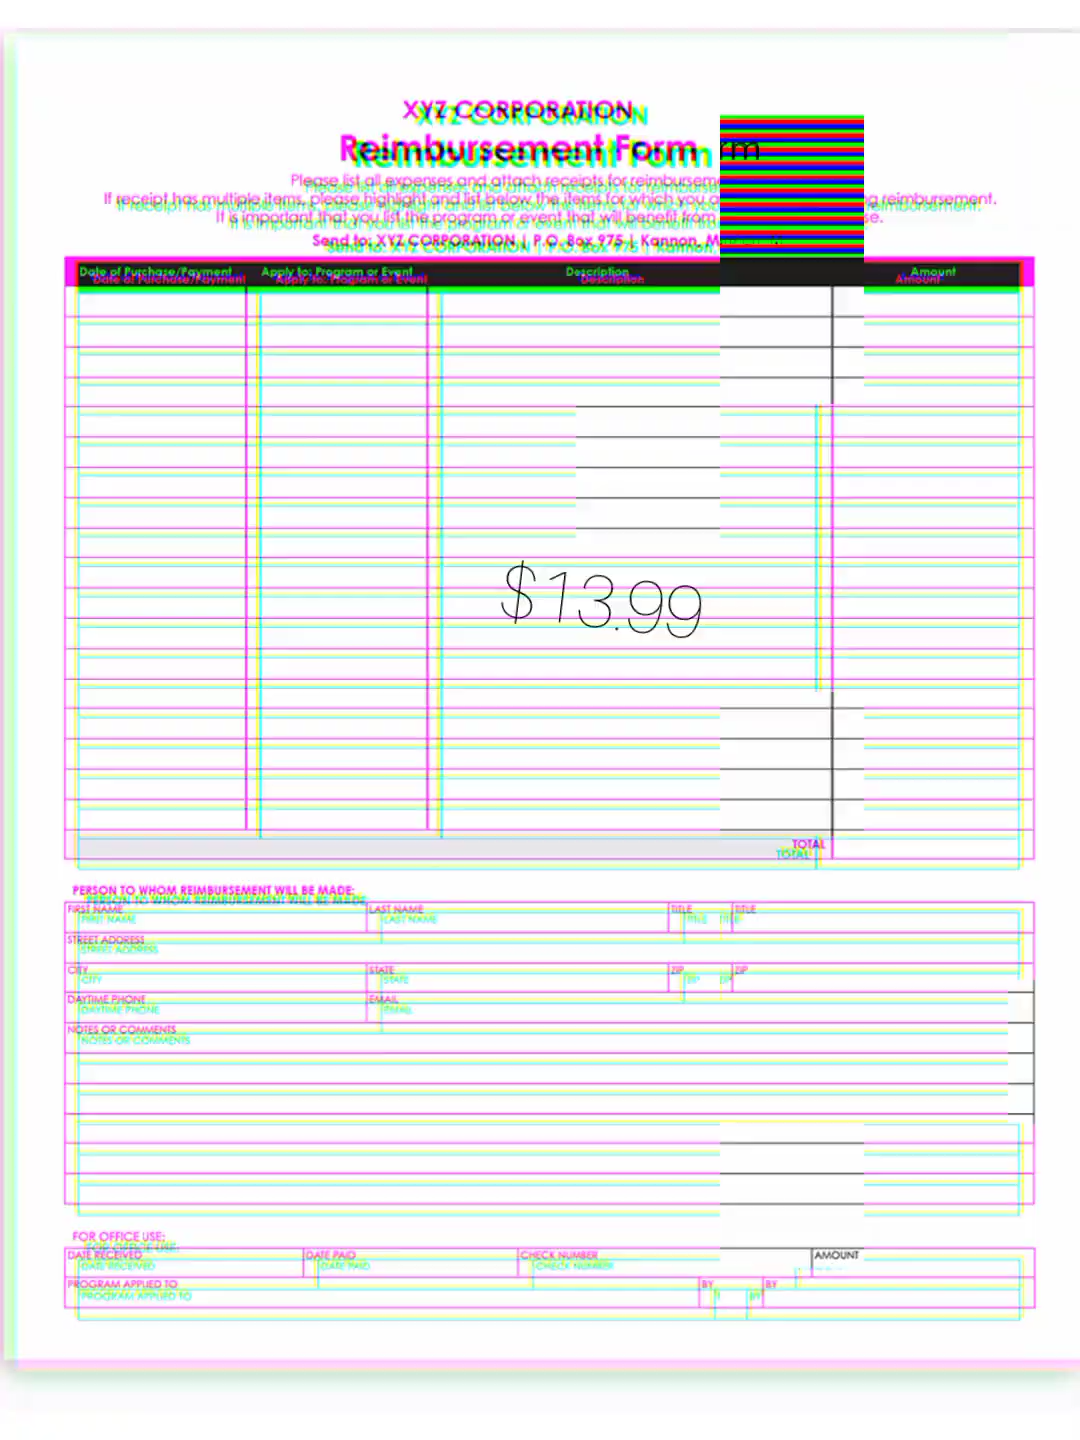 XYZ CORPORATION
Reimbursement Form
Please list all expenses and attach receipts for
If receipt has multiple items, please highlight and list below the items for which you reimbursement.
It is important that you list the program or event that will benefit from
Send to: XYZ CORPORATION | P.O. Box 975 | Kannon,
Date of Purchase/Payment Apply to: Program or Event Description Amount
$13.99
TOTAL
PERSON TO WHOM REIMBURSEMENT WILL BE MADE:
FIRST NAME LAST NAME TITLE TITLE
STREET ADDRESS
CITY STATE ZIP ZIP
DAYTIME PHONE EMAIL
NOTES OR COMMENTS
FOR OFFICE USE:
DATE RECEIVED DATE PAID CHECK NUMBER AMOUNT
PROGRAM APPLIED TO BY BY